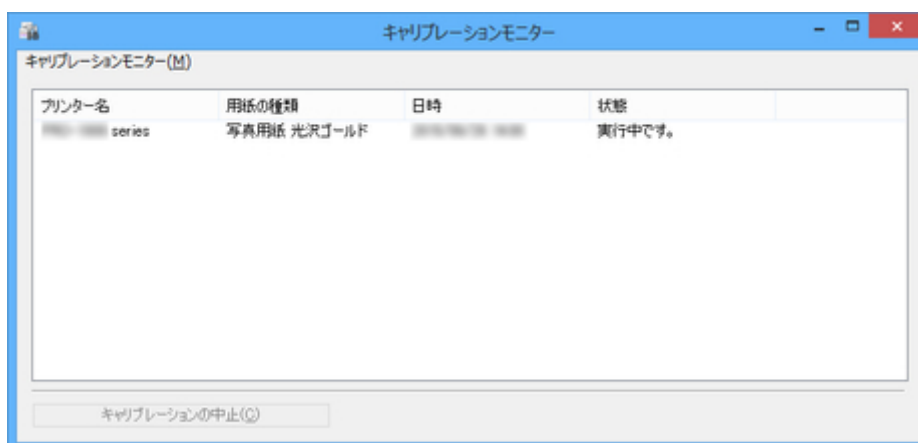 キャリブレーションモニター
キャリブレーションモニター(M)
プリンター名 用紙の種類 日時 状態
series 写真用紙 光沢ゴールド 実行中です。
キャリブレーションの中止(C)